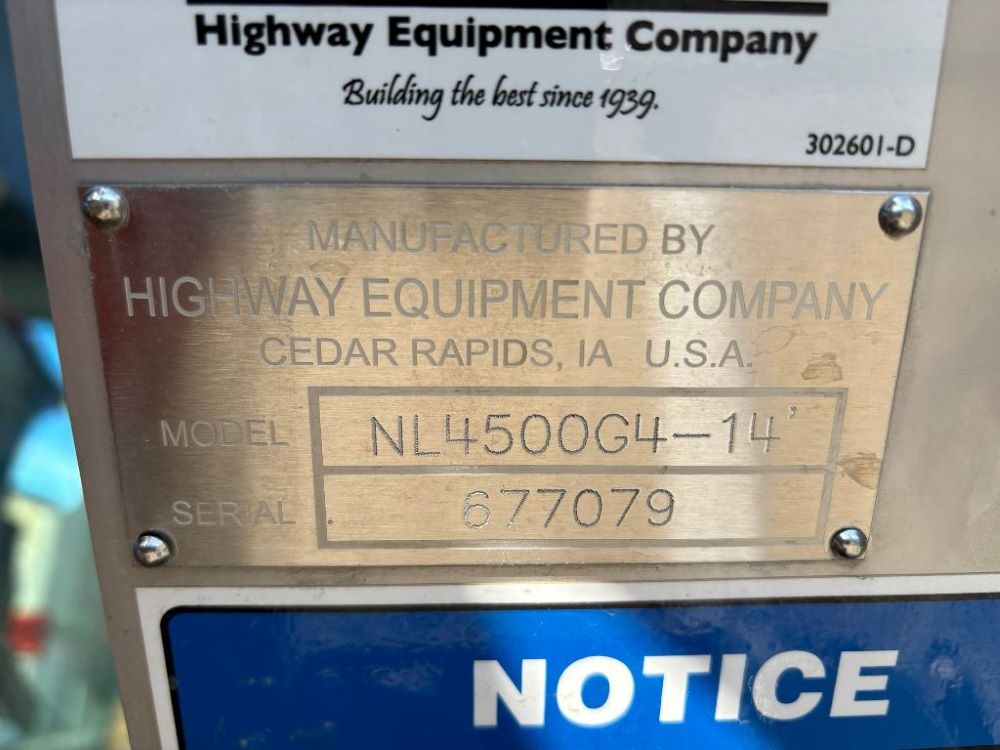 Highway Equipment Company
Building the best since 1939.
302601-D
MANUFACTURED BY
HIGHWAY EQUIPMENT COMPANY
CEDAR RAPIDS, IA U.S.A.
MODEL NL4500G4-14'
SERIAL 677079
NOTICE